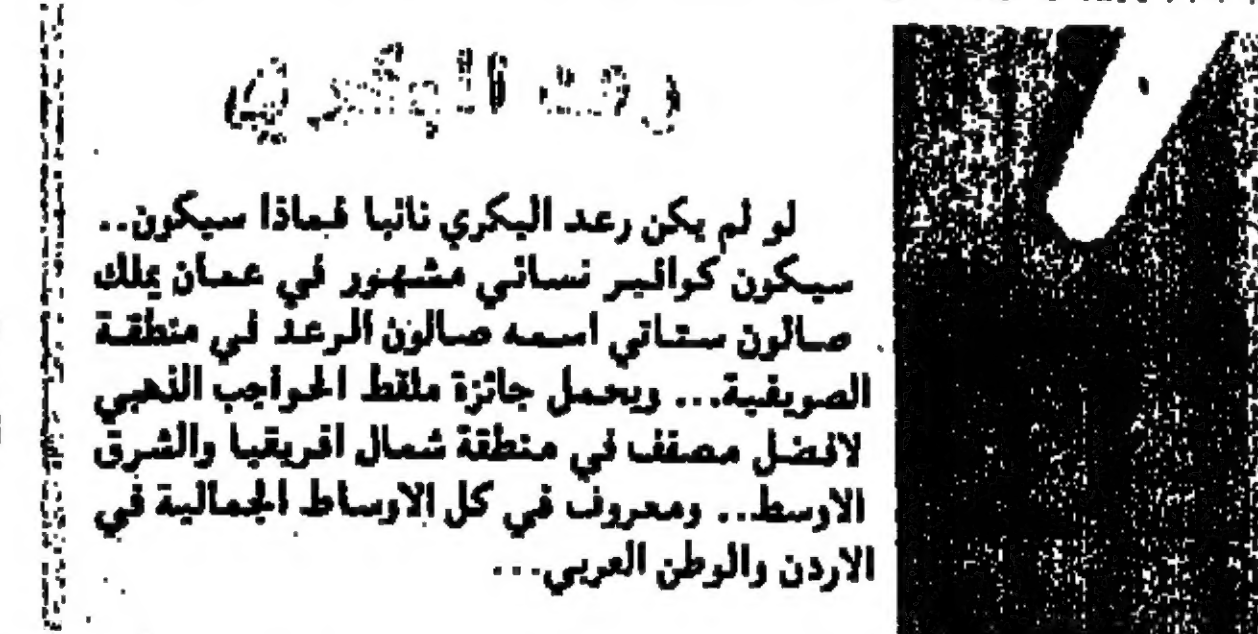 رعد البكري
لو لم يكن رعد البكري نائبا فماذا سيكون..
سيكون كوافير نسائي مشهور في عمان يملك
صالون ستاتي اسمه صالون الرعد في منطقة
الصويفية... ويحمل جائزة ملقط الحواجب الذهبي
لافضل مصفف في منطقة شمال افريقيا والشرق
الاوسط.. ومعروف في كل الاوساط الجمالية في
الاردن والوطن العربي...